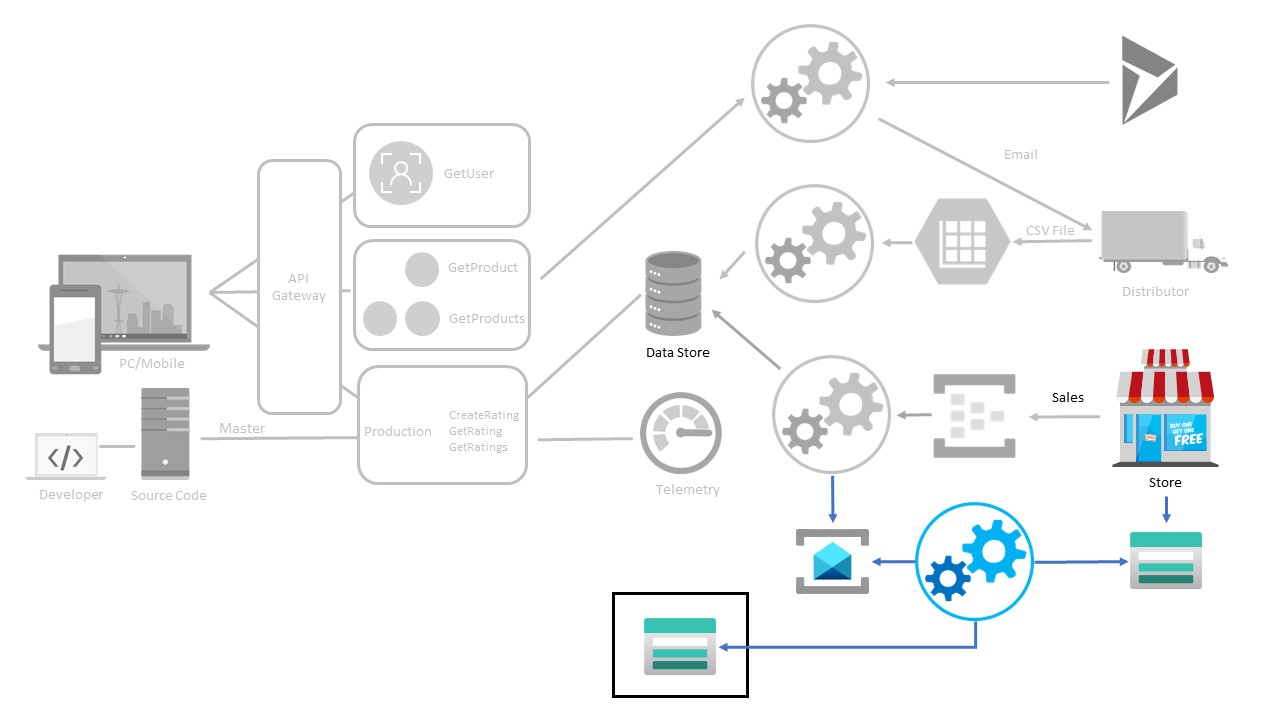 Email
GetUser
CSV File
API
Gateway
GetProduct
GetProducts
Distributor
Data Store
PC/Mobile
Sales
CreateRating
Production
GetRating
GetRatings
Master
BUY ONE
GET ONE
FREE
</>
Developer
Source Code
Telemetry
Store